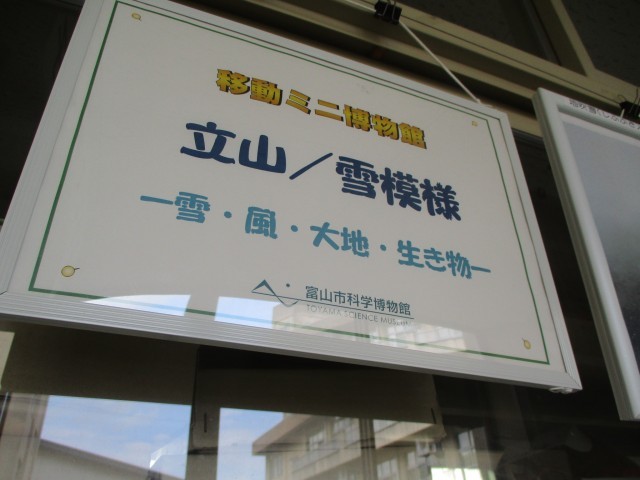 移動ミニ博物館
立山／雪模様
ー雪・風・大地・生き物ー
富山市科学博物館
TOYAMA SCIENCE MUSEUM